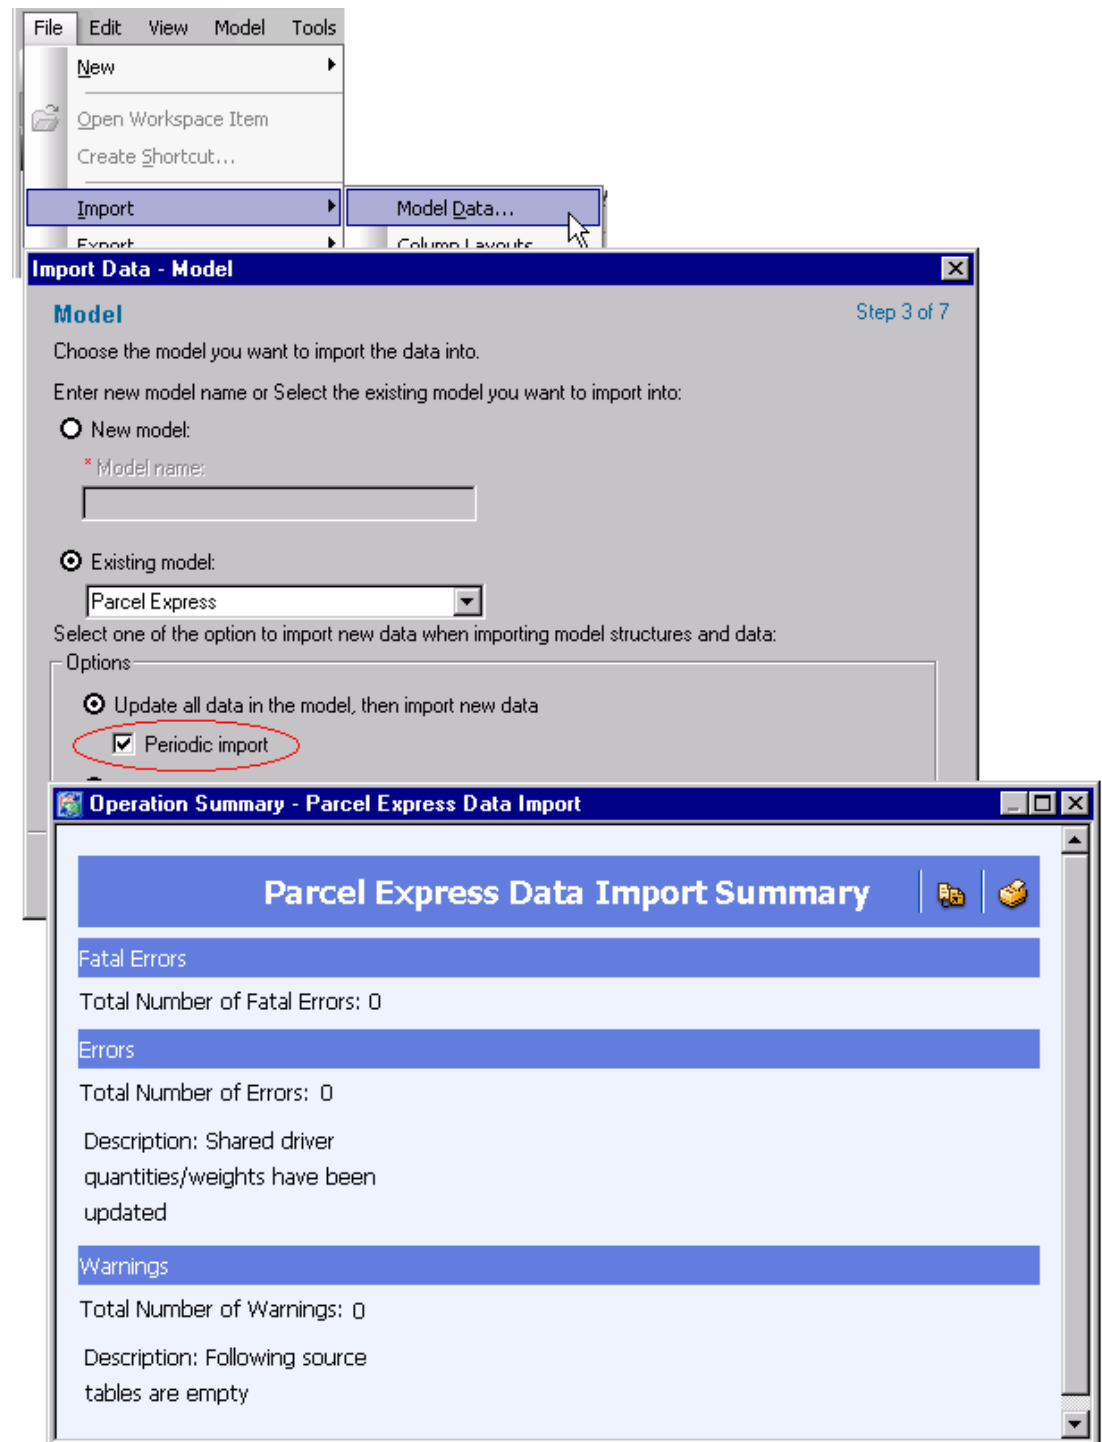 File Edit View Model Tools
New
Open Workspace Item
Create Shortcut...
Import Model Data...
Export Column Layouts
Import Data - Model
Model Step 3 of 7
Choose the model you want to import the data into.
Enter new model name or Select the existing model you want to import into:
New model:
* Model name:
Existing model:
Parcel Express
Select one of the option to import new data when importing model structures and data:
Options
Update all data in the model, then import new data
Periodic import
Operation Summary - Parcel Express Data Import
Parcel Express Data Import Summary
Fatal Errors
Total Number of Fatal Errors: 0
Errors
Total Number of Errors: 0
Description: Shared driver
quantities/weights have been
updated
Warnings
Total Number of Warnings: 0
Description: Following source
tables are empty